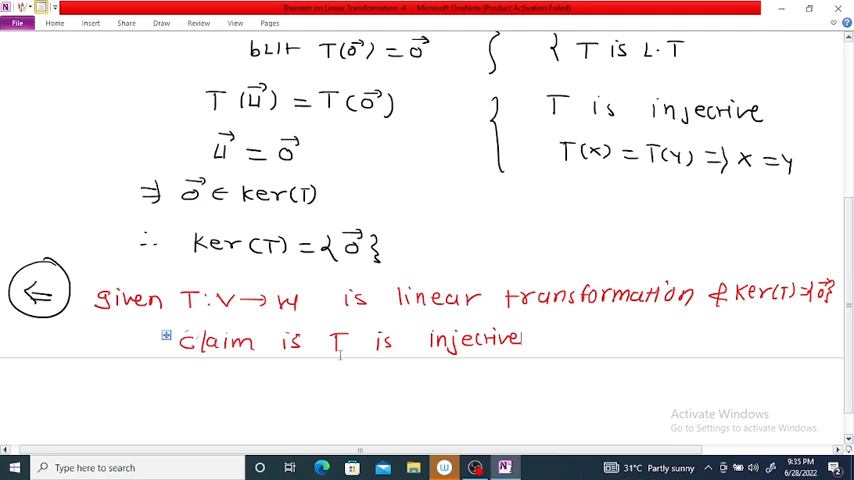 Theorem on Linear Transformation -4 - Microsoft OneNote (Product Activation Failed)
File Home Insert Share Draw Review View Pages
but T(0⃗) = 0⃗ } { T is L.T
T(u⃗) = T(0⃗) { T is injective
u⃗ = 0⃗ T(x) = T(y) ⇒ x = y
⇒ 0⃗ ∈ Ker(T)
∴ Ker(T) = {0⃗}
⇐ given T: V → W is linear transformation & Ker(T) = {0⃗}
Claim is T is injective
Activate Windows
Go to Settings to activate Windows.
Type here to search 31°C Partly sunny 9:35 PM
6/28/2022